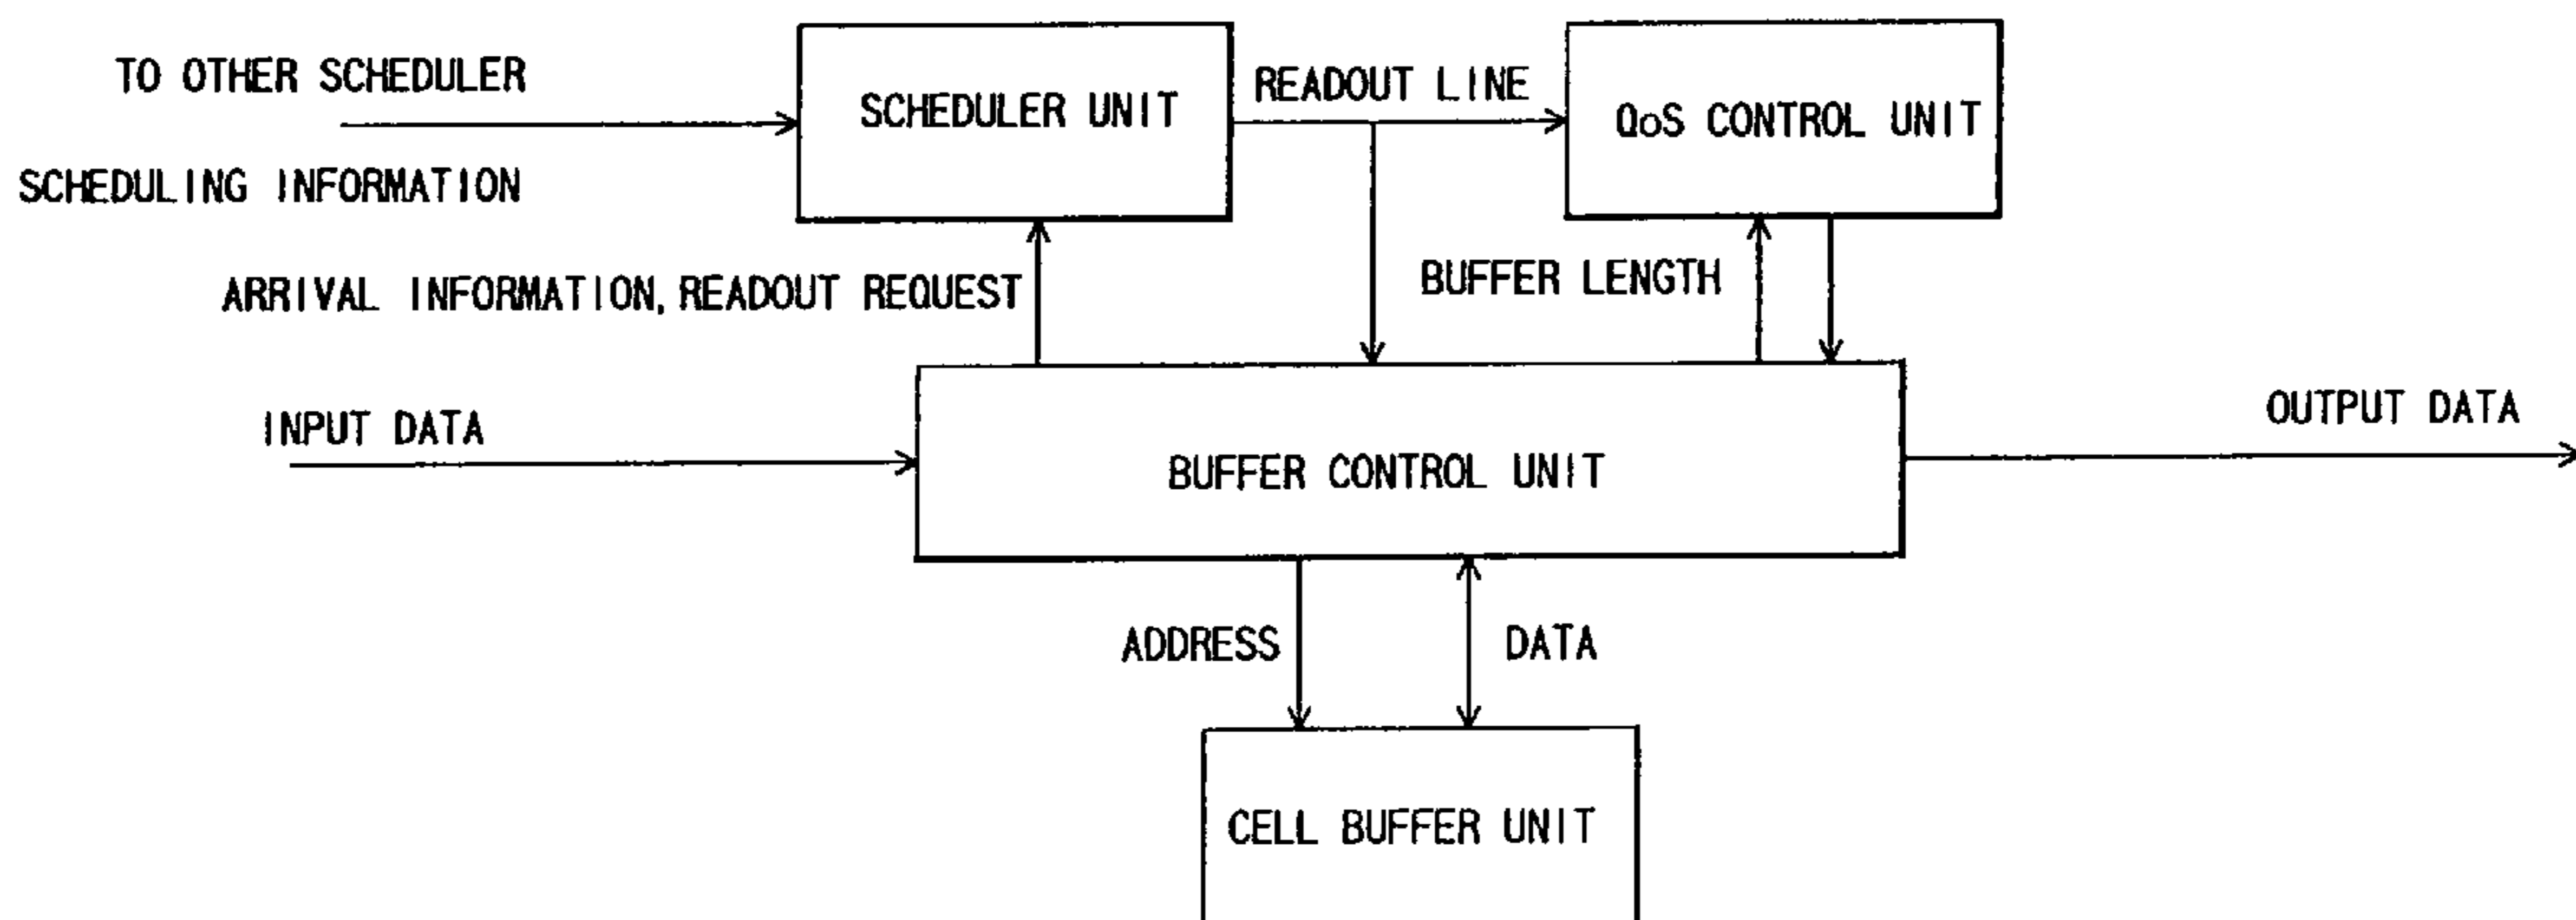 TO OTHER SCHEDULER
SCHEDULING INFORMATION
SCHEDULER UNIT
READOUT LINE
QoS CONTROL UNIT
ARRIVAL INFORMATION, READOUT REQUEST
BUFFER LENGTH
INPUT DATA
BUFFER CONTROL UNIT
OUTPUT DATA
ADDRESS
DATA
CELL BUFFER UNIT